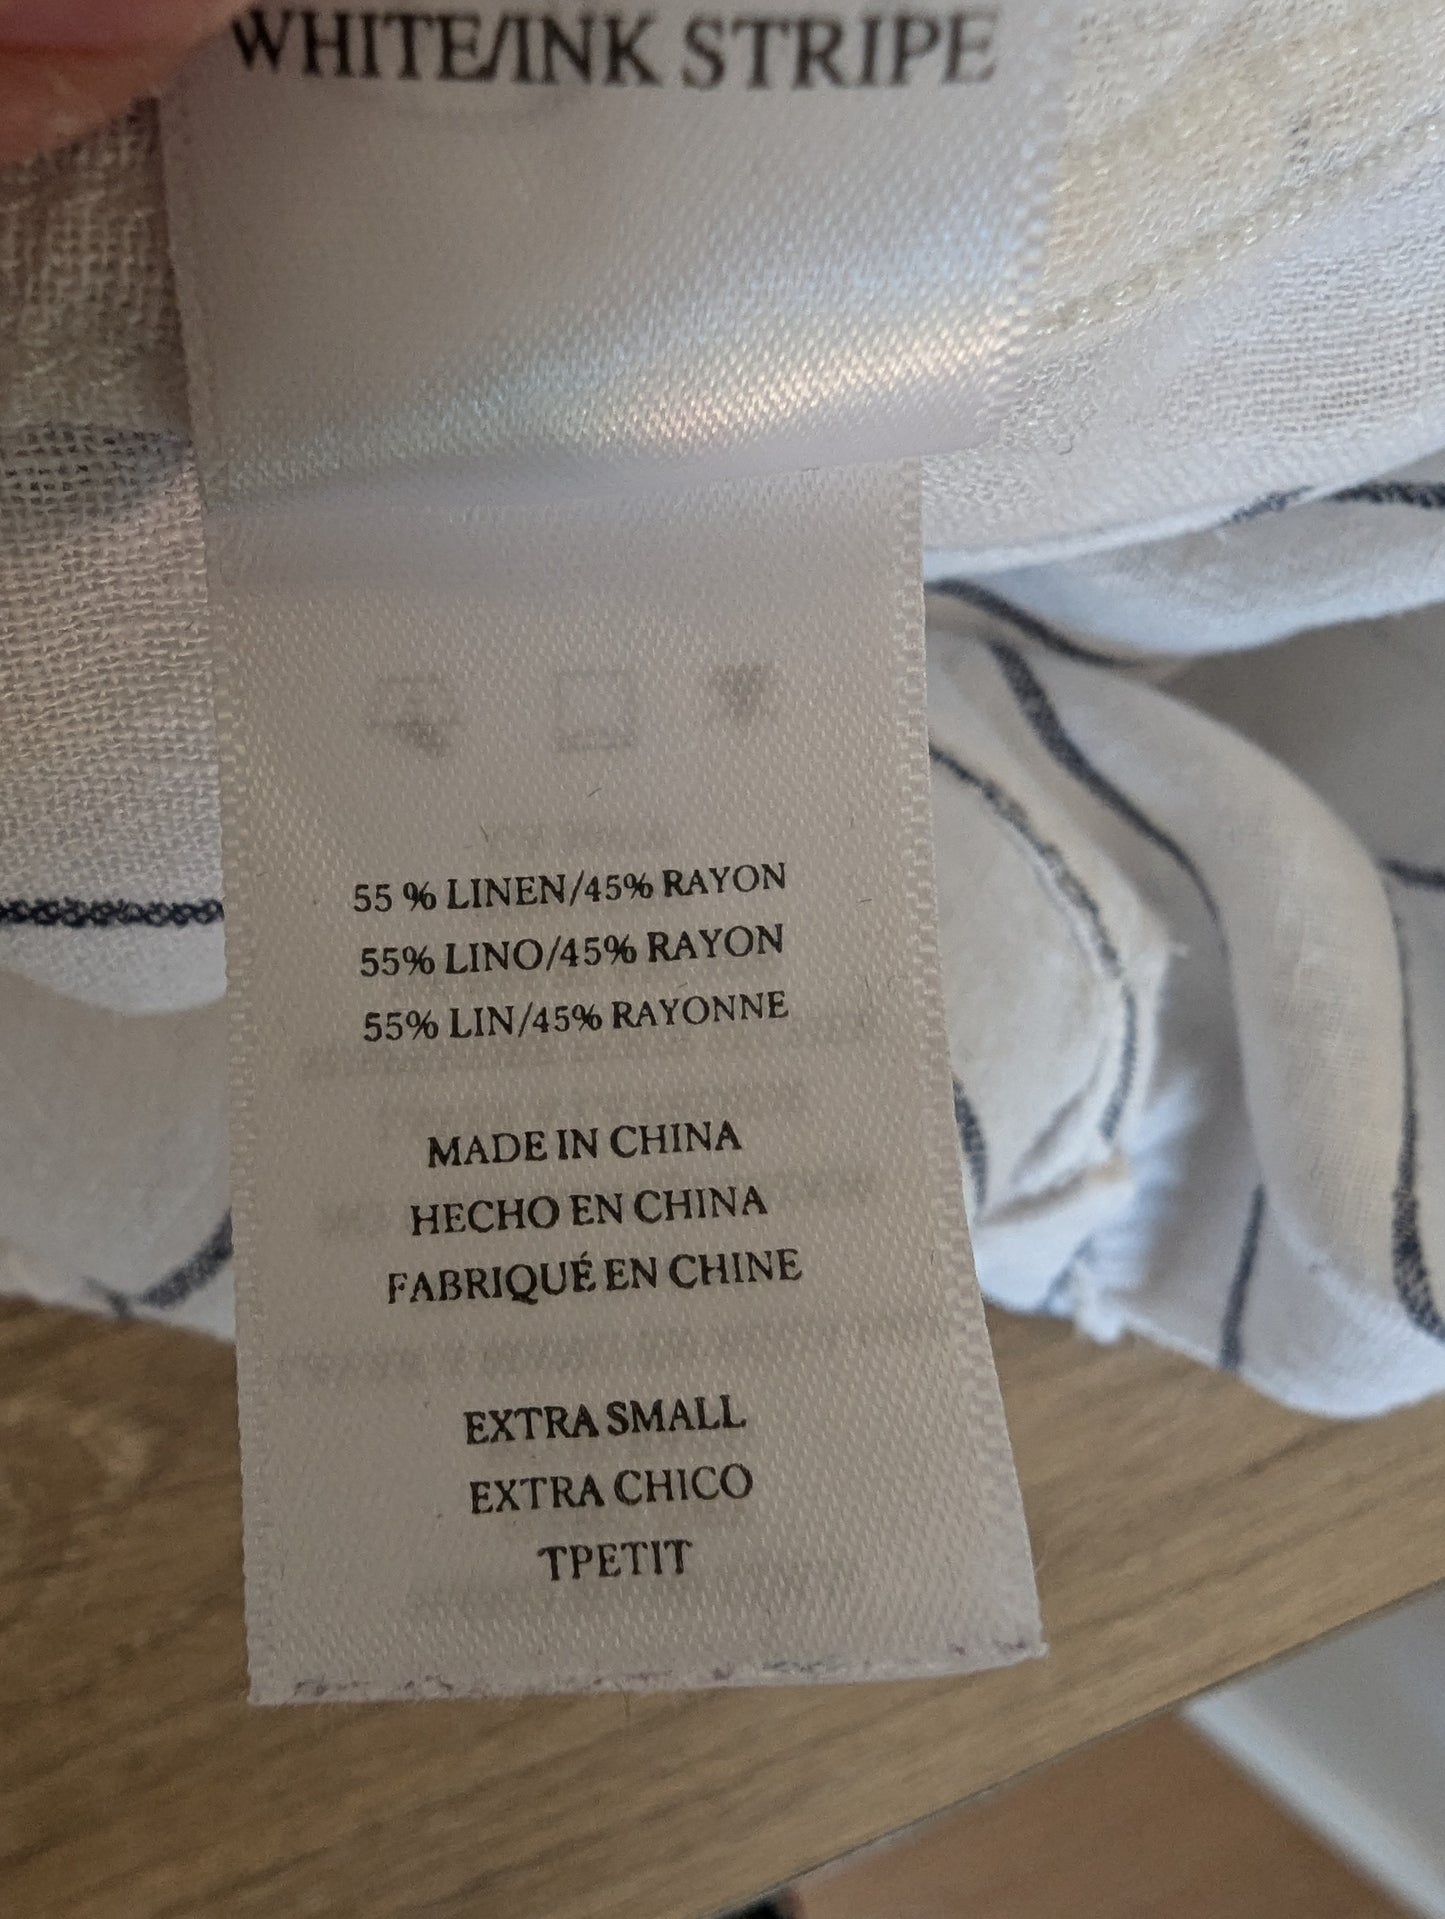 WHITE/INK STRIPE
55 % LINEN/45% RAYON
55% LINO/45% RAYON
55% LIN/45% RAYONNE
MADE IN CHINA
HECHO EN CHINA
FABRIQUÉ EN CHINE
EXTRA SMALL
EXTRA CHICO
TPETIT